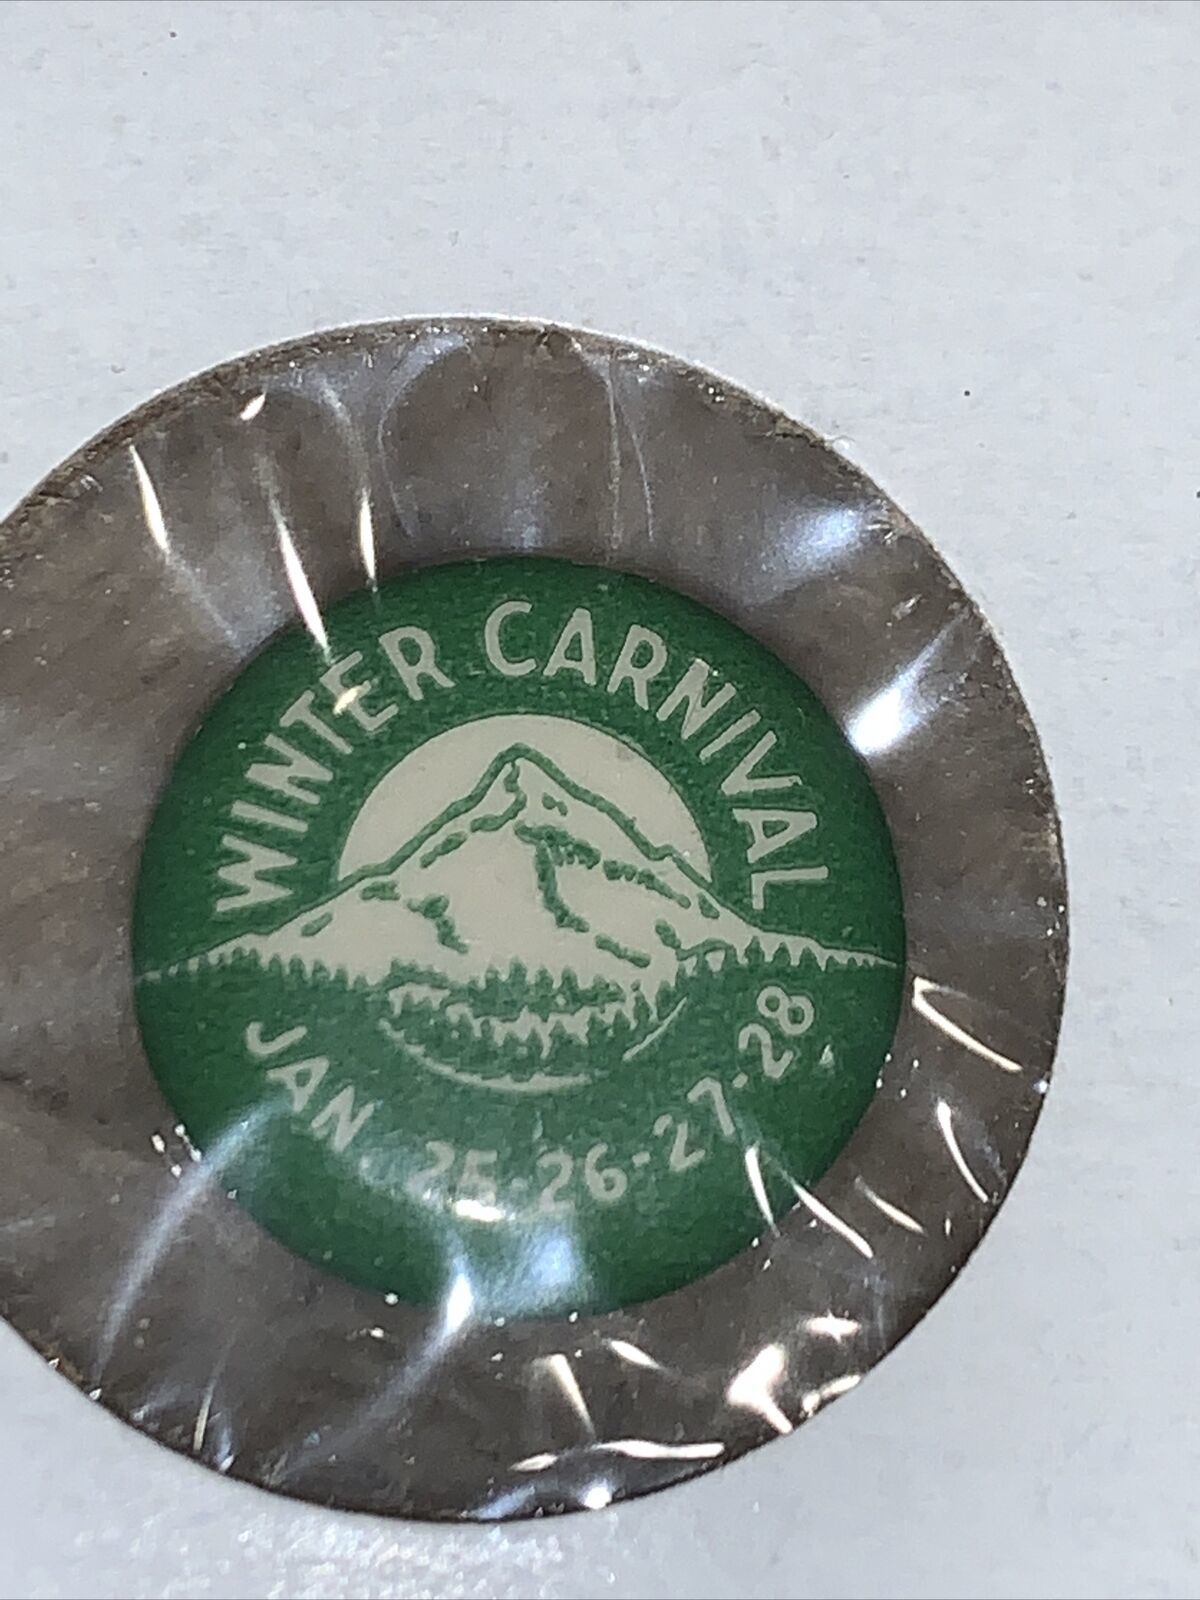 WINTER CARNIVAL
JAN. 25-26-27-28